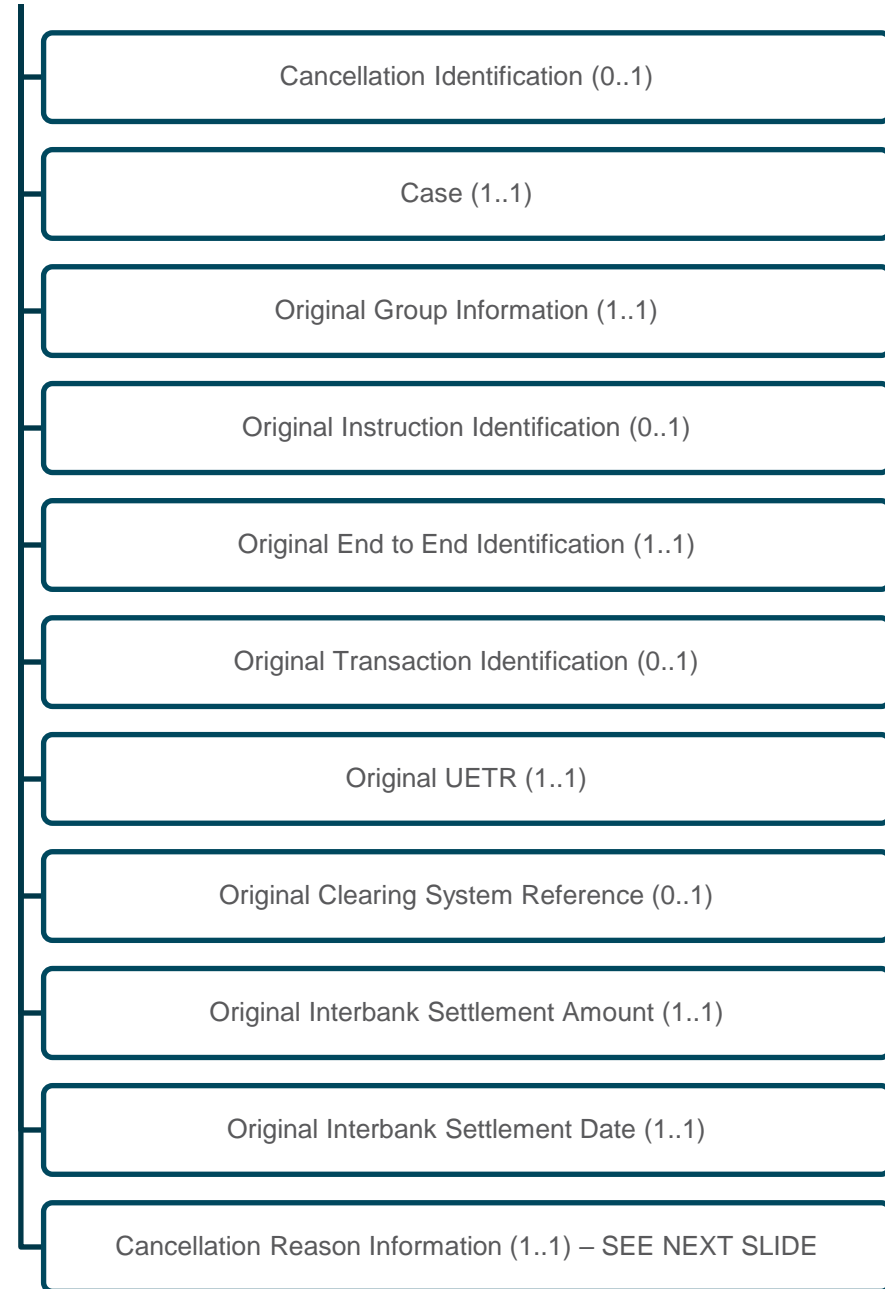 Cancellation Identification (0..1)
Case (1..1)
Original Group Information (1..1)
Original Instruction Identification (0..1)
Original End to End Identification (1..1)
Original Transaction Identification (0..1)
Original UETR (1..1)
Original Clearing System Reference (0..1)
Original Interbank Settlement Amount (1..1)
Original Interbank Settlement Date (1..1)
Cancellation Reason Information (1..1) – SEE NEXT SLIDE